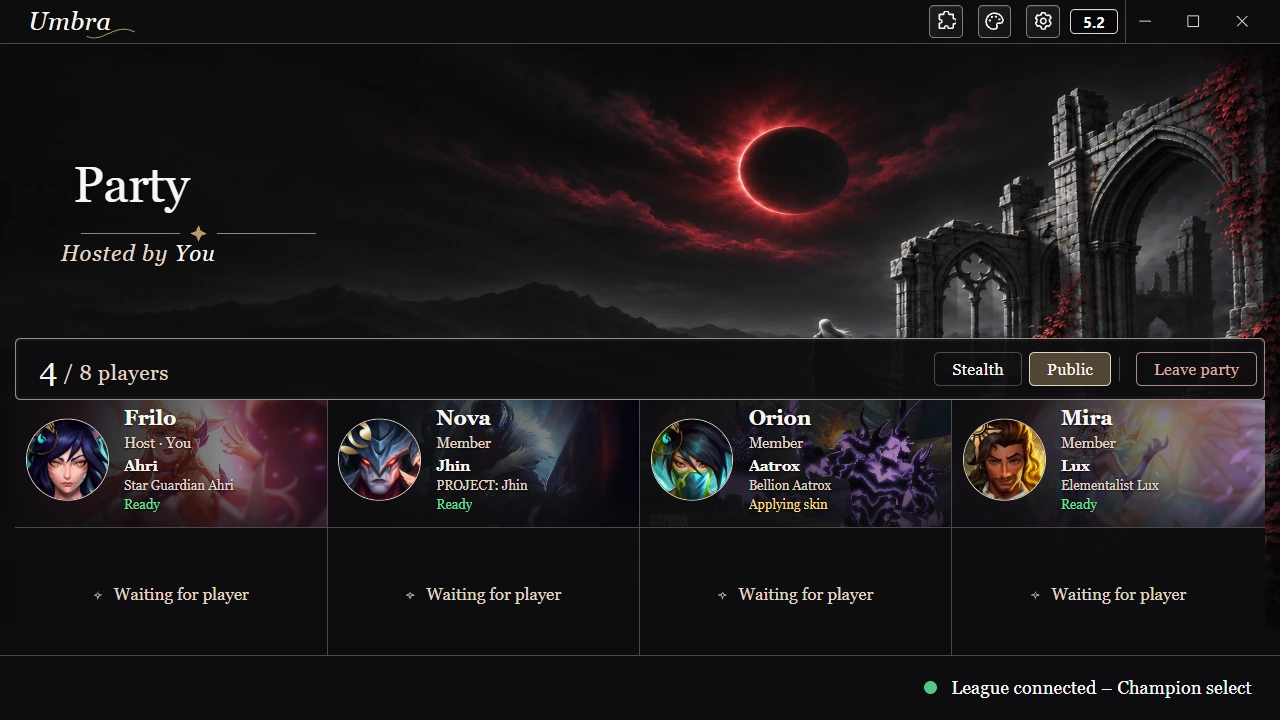 Umbra
5.2
Party
Hosted by You
4 / 8 players
Stealth
Public
Leave party
Frilo
Host · You
Ahri
Star Guardian Ahri
Ready
Nova
Member
Jhin
PROJECT: Jhin
Ready
Orion
Member
Aatrox
Bellion Aatrox
Applying skin
Mira
Member
Lux
Elementalist Lux
Ready
Waiting for player
Waiting for player
Waiting for player
Waiting for player
League connected – Champion select